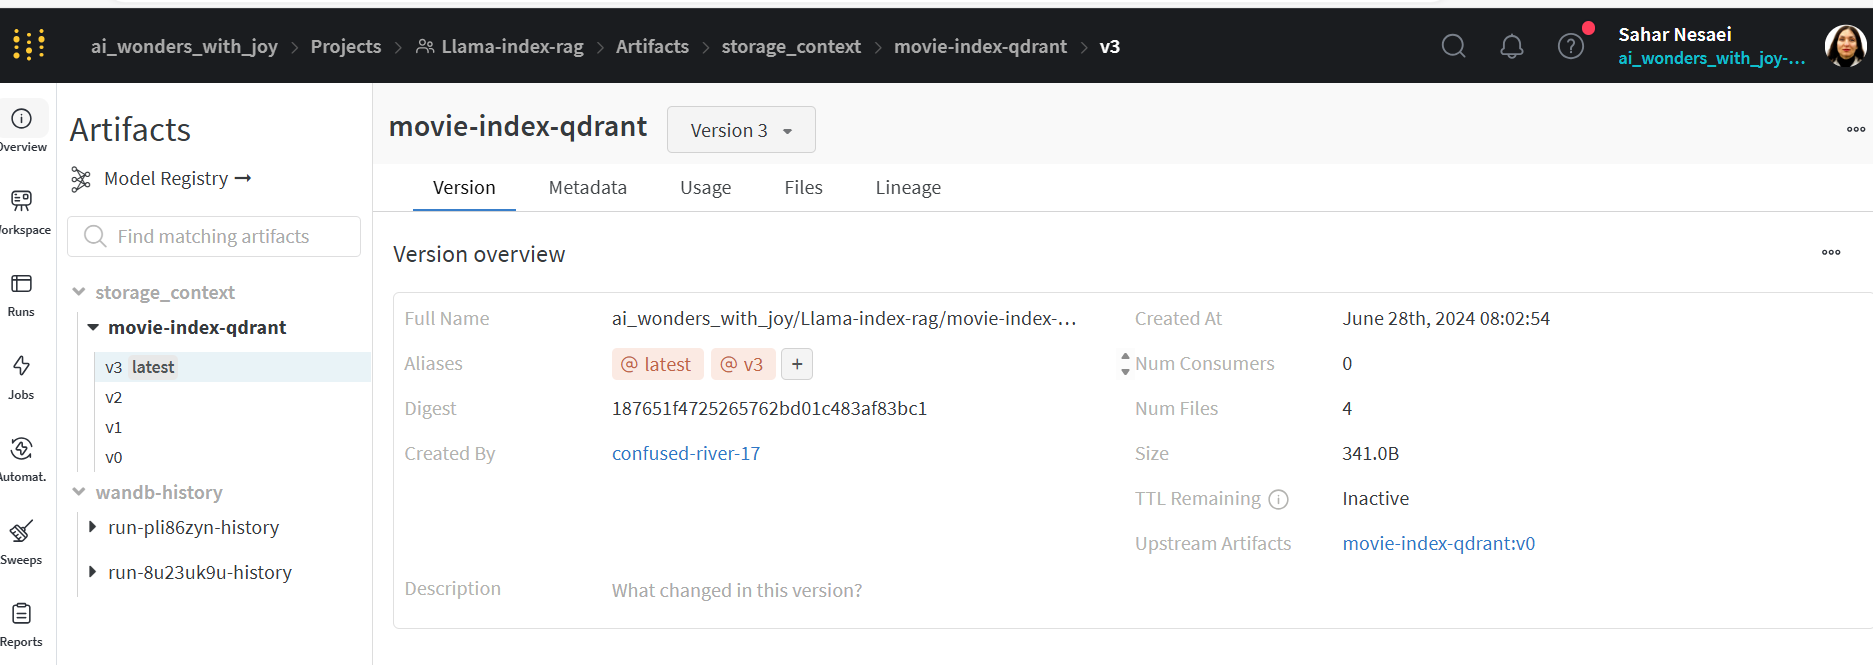 ai_wonders_with_joy > Projects > Llama-index-rag > Artifacts > storage_context > movie-index-qdrant > v3
Sahar Nesaei
ai_wonders_with_joy-...
Overview
Workspace
Runs
Jobs
Automat.
Sweeps
Reports
Artifacts
Model Registry →
Find matching artifacts
storage_context
movie-index-qdrant
v3 latest
v2
v1
v0
wandb-history
run-pli86zyn-history
run-8u23uk9u-history
movie-index-qdrant Version 3
Version Metadata Usage Files Lineage
Version overview
Full Name ai_wonders_with_joy/Llama-index-rag/movie-index-...
Aliases @ latest @ v3 +
Digest 187651f4725265762bd01c483af83bc1
Created By confused-river-17
Created At June 28th, 2024 08:02:54
Num Consumers 0
Num Files 4
Size 341.0B
TTL Remaining Inactive
Upstream Artifacts movie-index-qdrant:v0
Description What changed in this version?